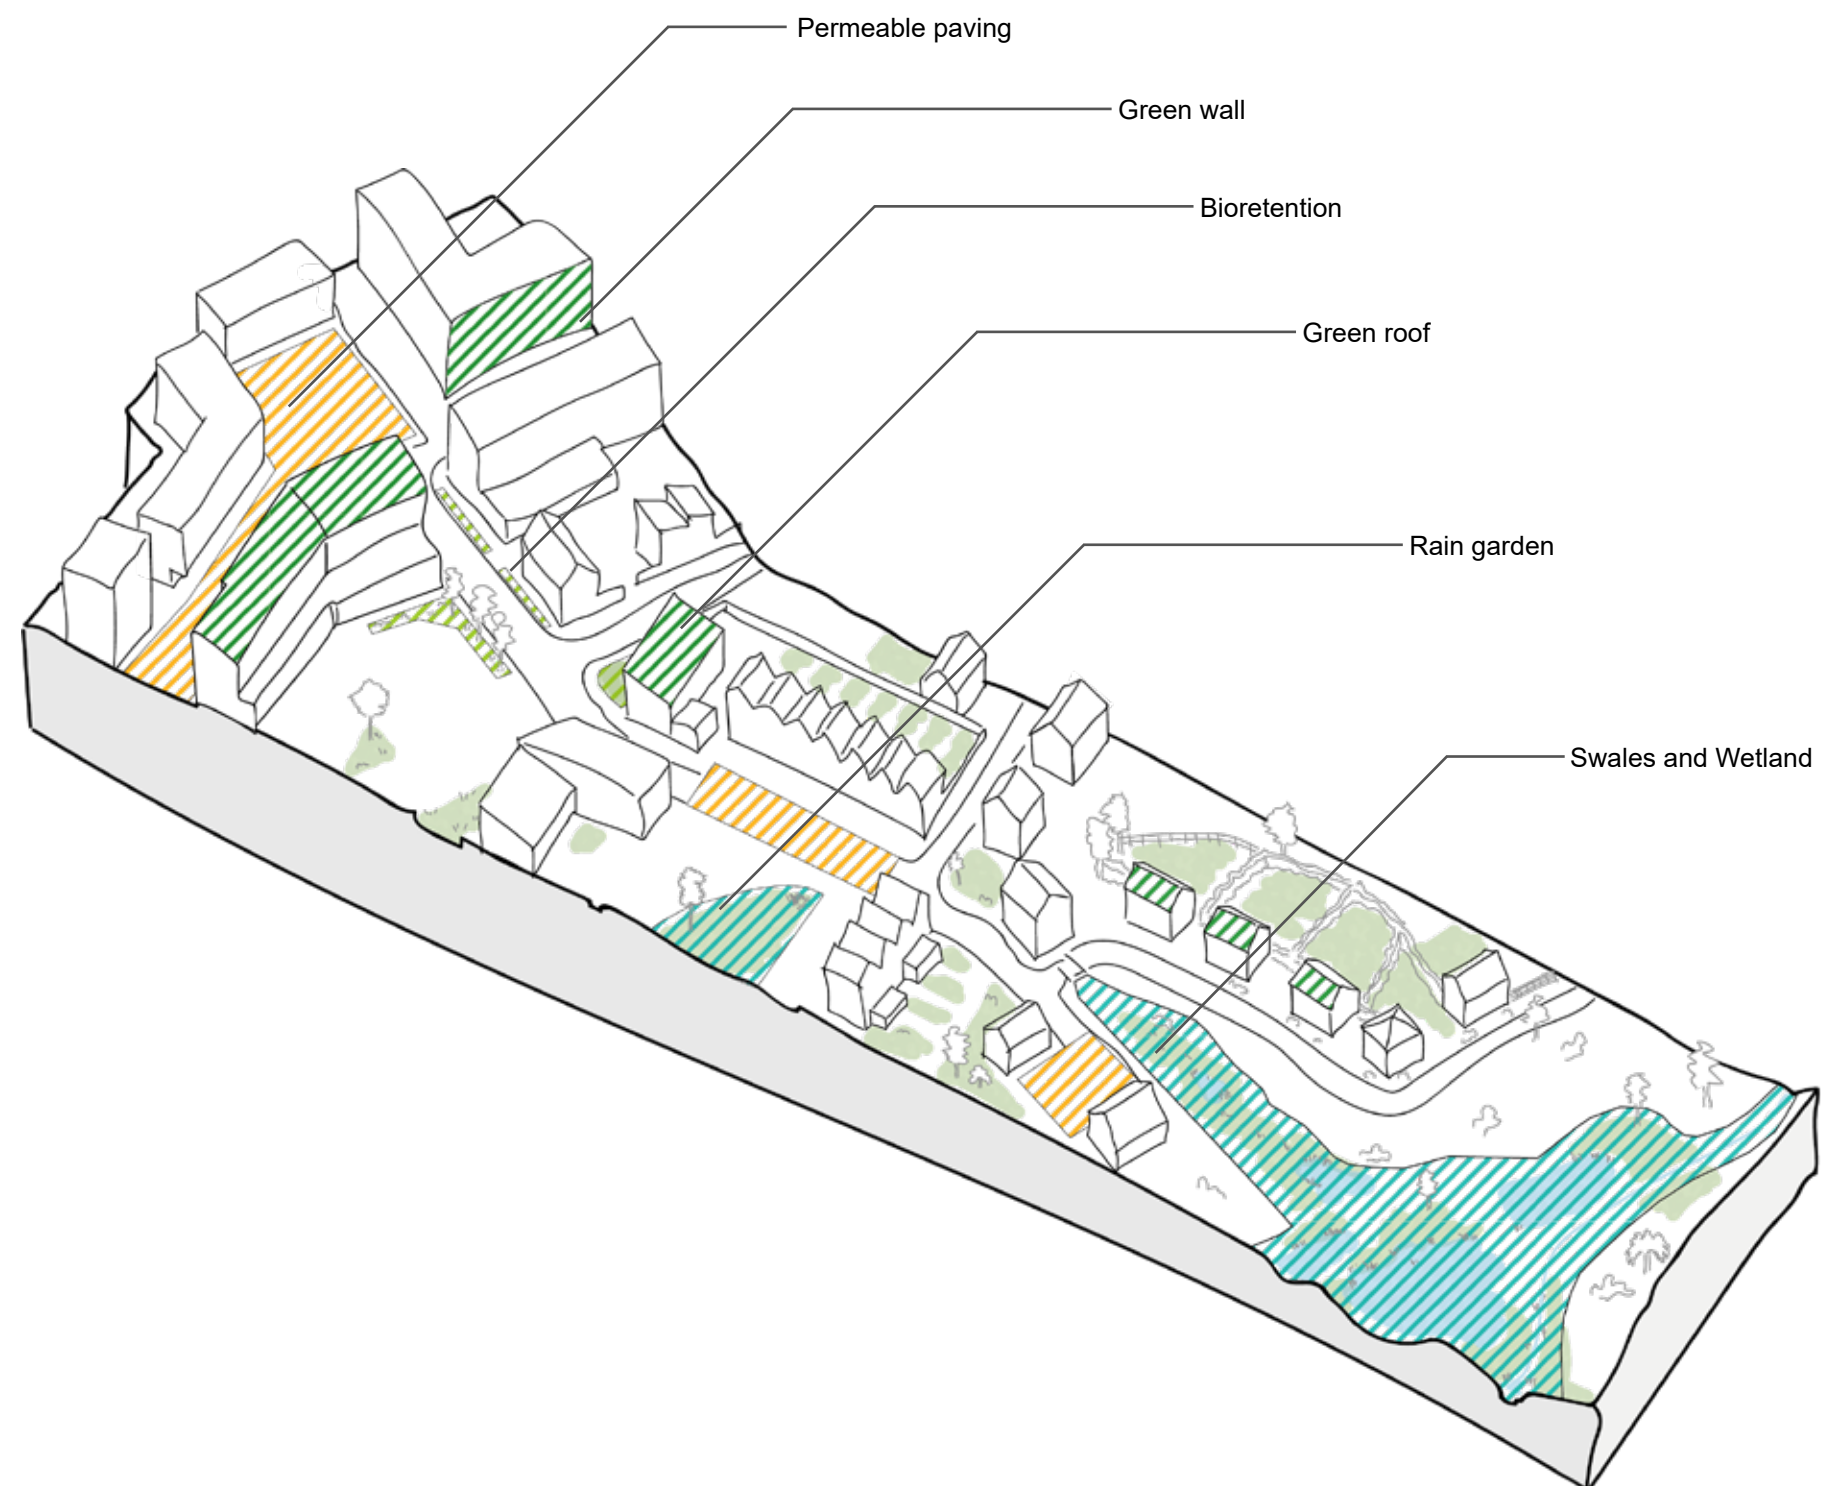 Permeable paving
Green wall
Bioretention
Green roof
Rain garden
Swales and Wetland